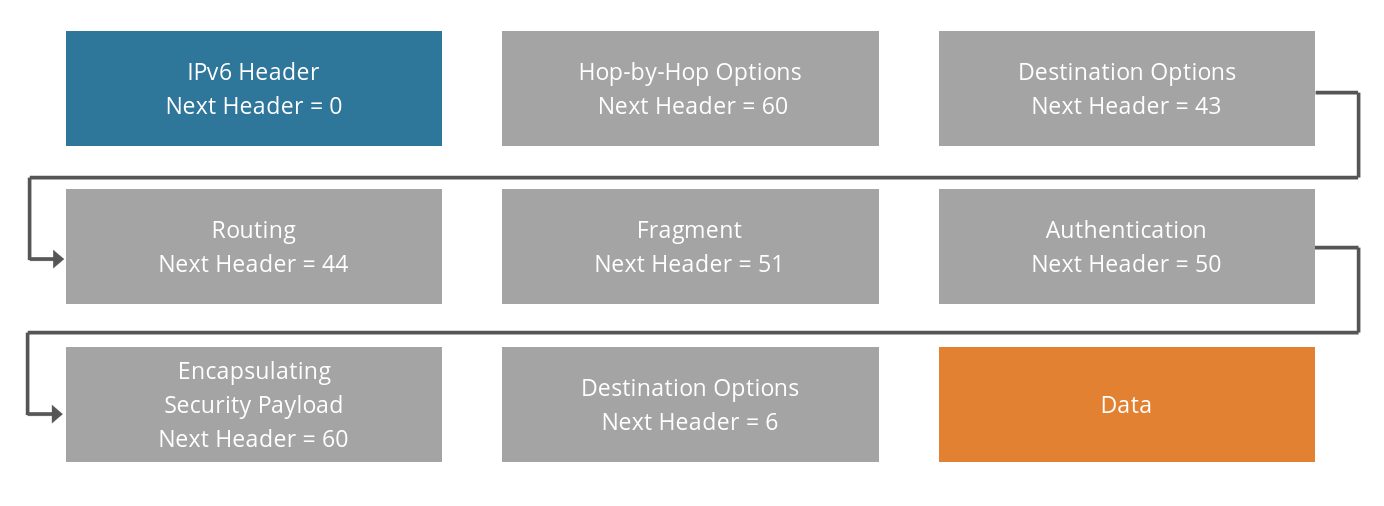 IPv6 Header
Next Header = 0
Hop-by-Hop Options
Next Header = 60
Destination Options
Next Header = 43
Routing
Next Header = 44
Fragment
Next Header = 51
Authentication
Next Header = 50
Encapsulating
Security Payload
Next Header = 60
Destination Options
Next Header = 6
Data